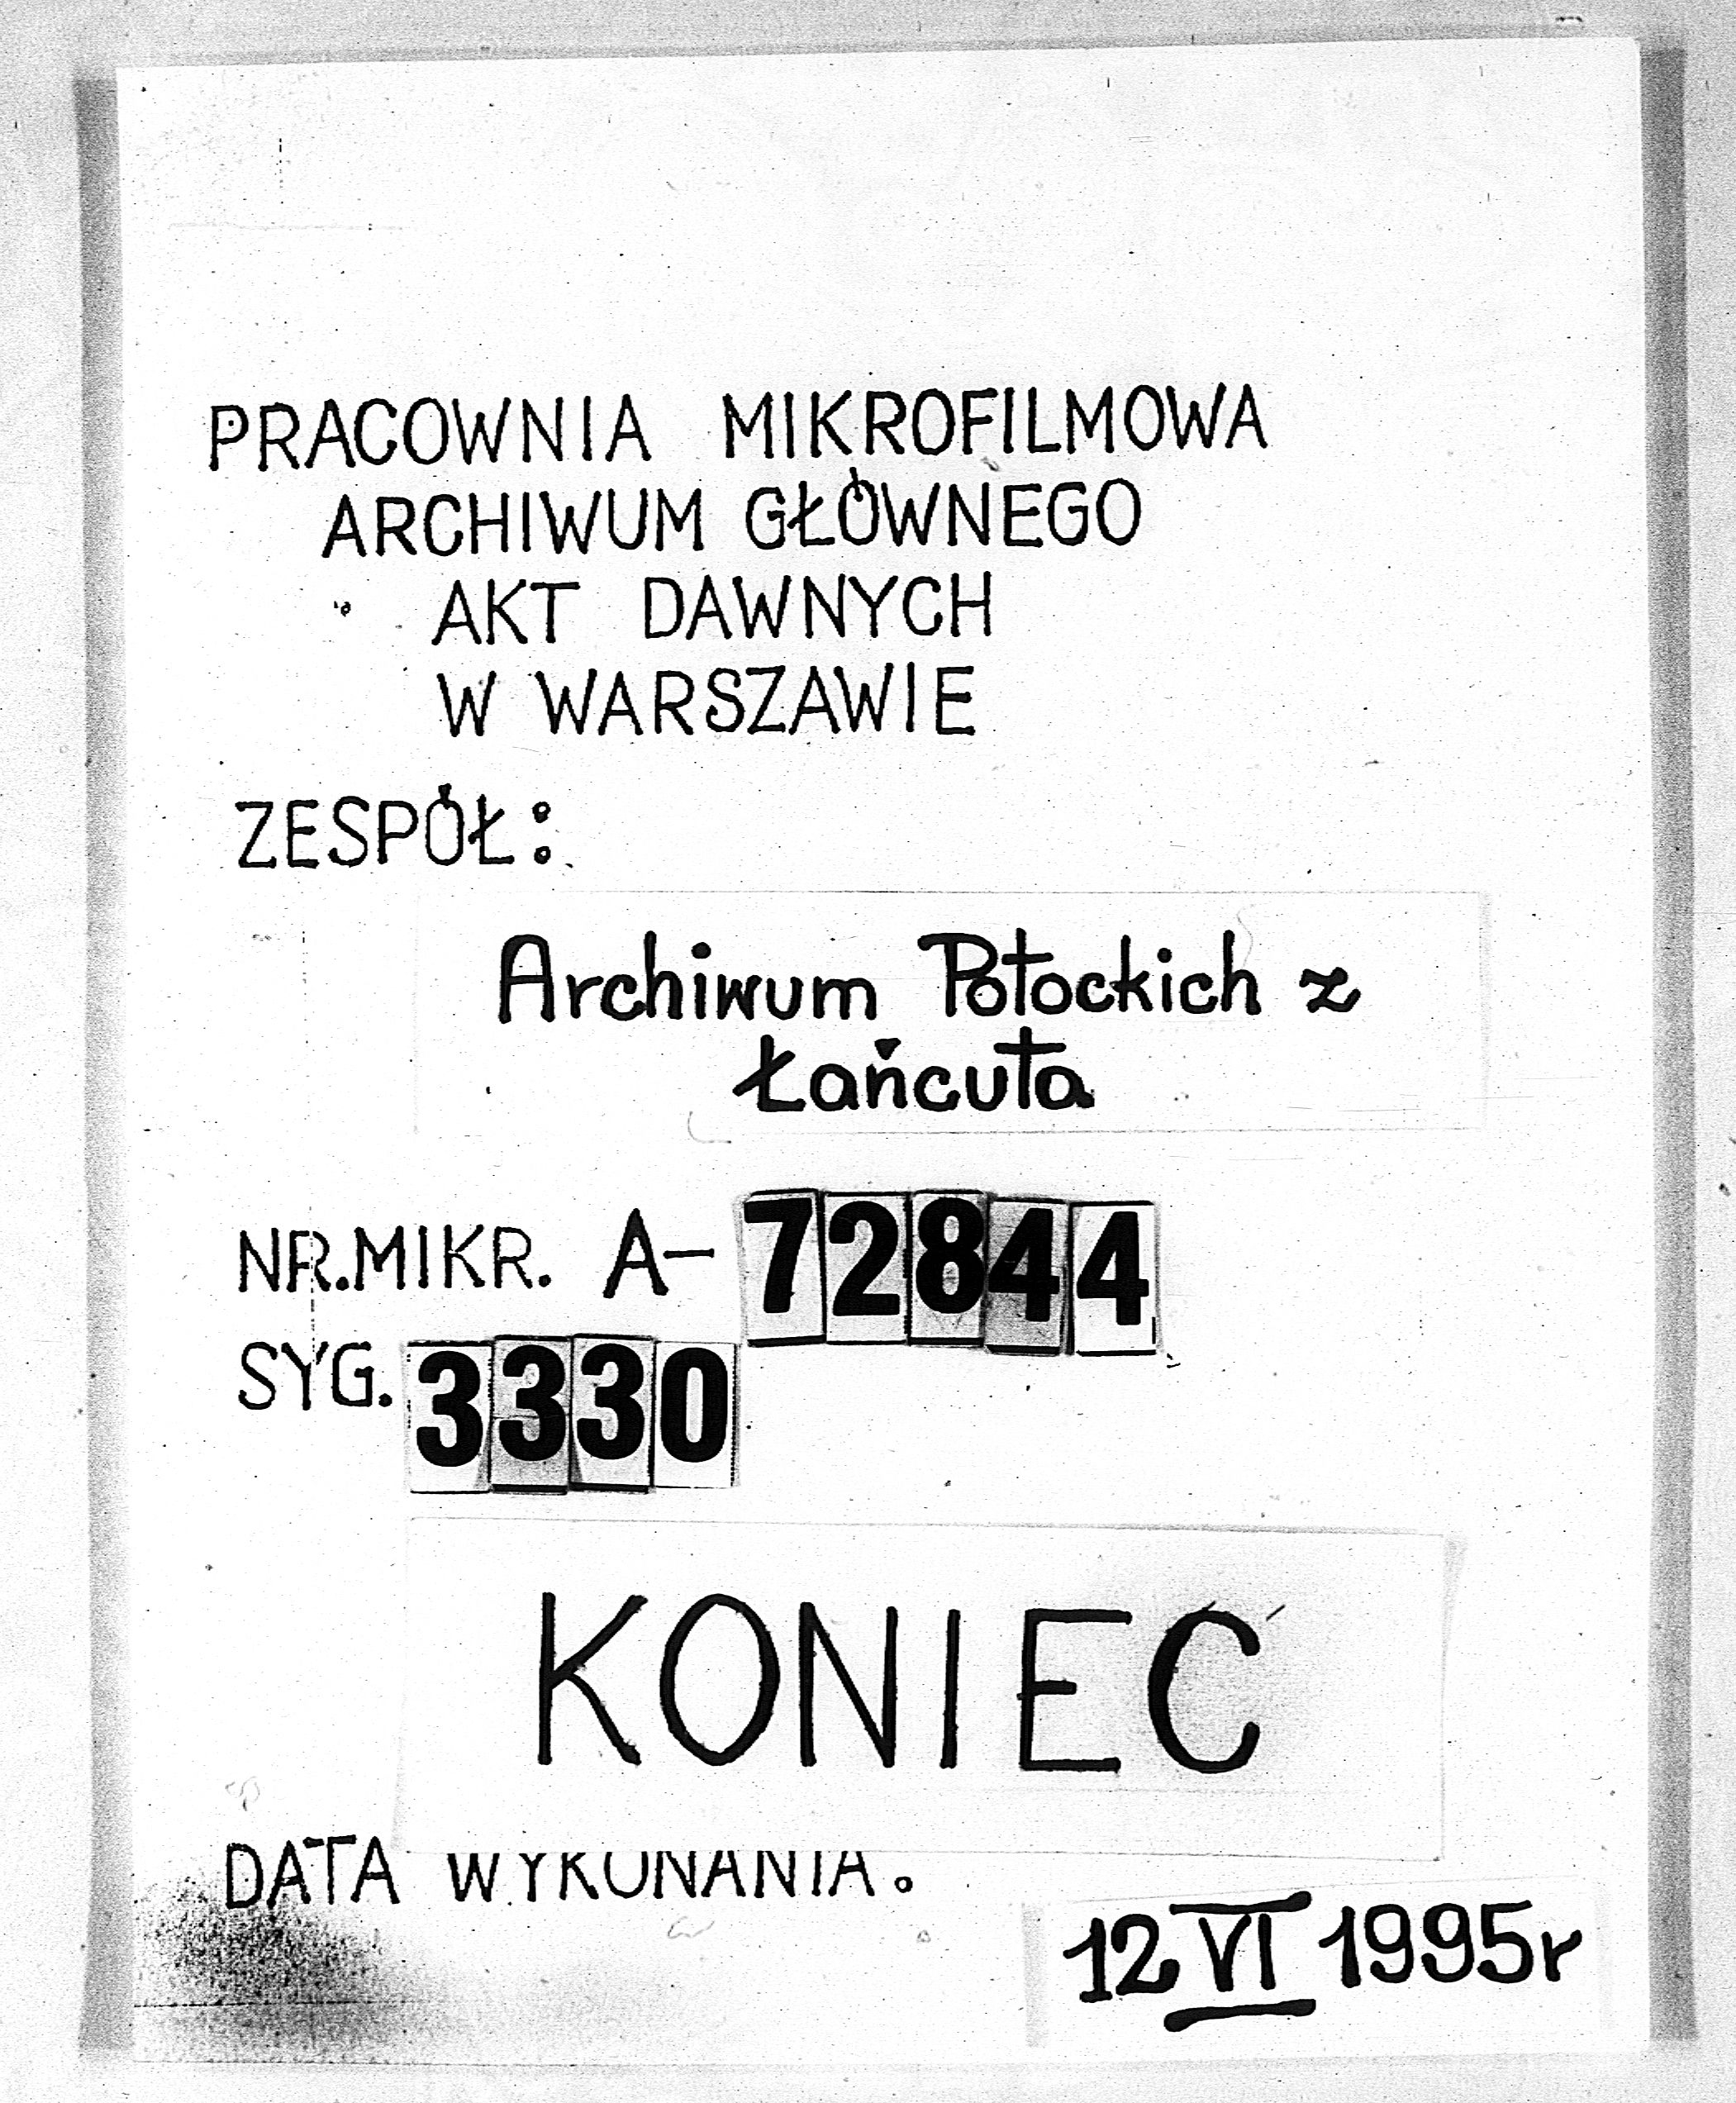 PRACOWNIA MIKROFILMOWA
ARCHIWUM GŁÓWNEGO
AKT DAWNYCH
W WARSZAWIE
ZESPÓŁ:
Archiwum Potockich z
Łańcuta
NR.MIKR. A-72844
SYG. 3330
KONIEC
DATA WYKONANIA.
12 VI 1995r